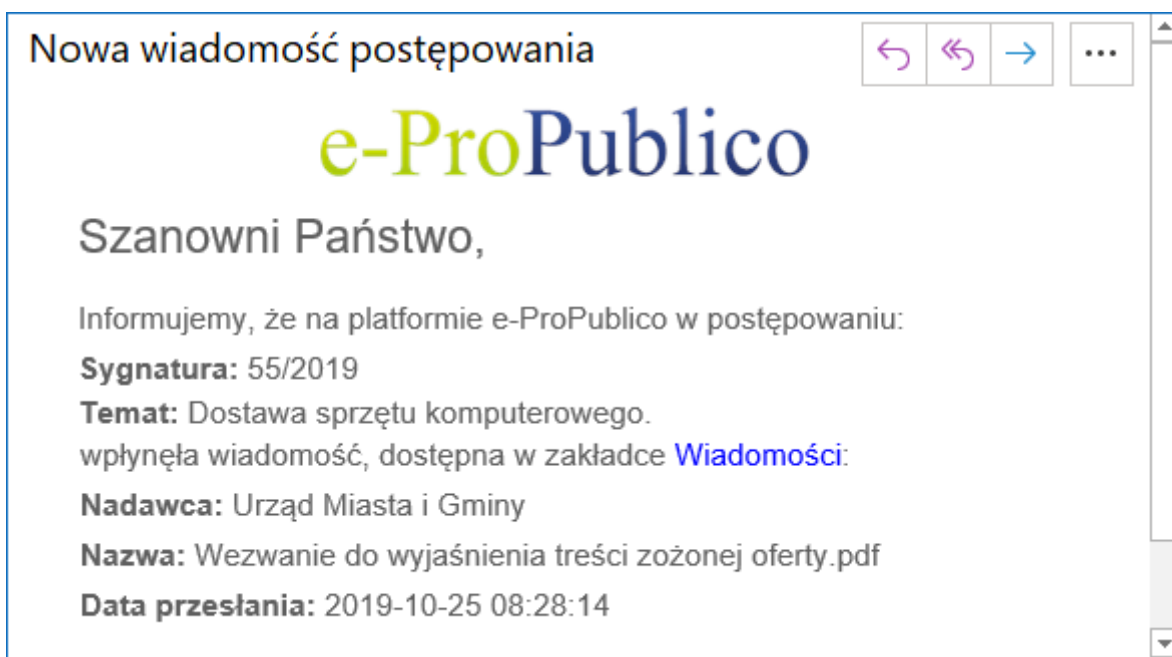 Nowa wiadomość postępowania
e-ProPublico
Szanowni Państwo,
Informujemy, że na platformie e-ProPublico w postępowaniu:
Sygnatura: 55/2019
Temat: Dostawa sprzętu komputerowego.
wpłynęła wiadomość, dostępna w zakładce Wiadomości:
Nadawca: Urząd Miasta i Gminy
Nazwa: Wezwanie do wyjaśnienia treści zożonej oferty.pdf
Data przesłania: 2019-10-25 08:28:14